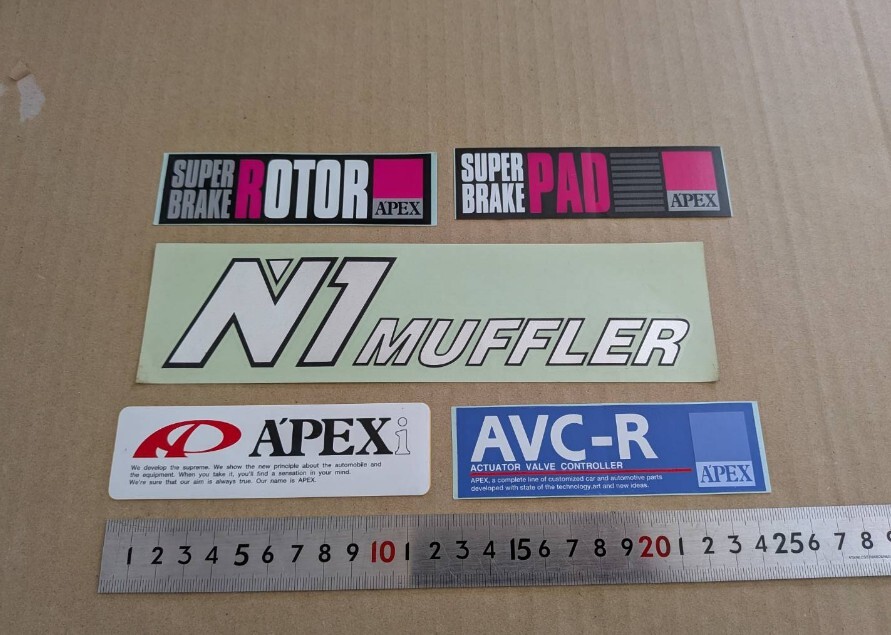 SUPER
BRAKE ROTOR
A'PEX
SUPER
BRAKE PAD
A'PEX
N1 MUFFLER
A'PEXi
We develop the supreme. We show the new principle about the automobile and
the equipment. When you take it, you'll find a sensation in your mind.
We're sure that our aim is always true. Our name is APEX.
AVC-R
ACTUATOR VALVE CONTROLLER
APEX, a complete line of customized car and automotive parts
developed with state of the technology,art and new ideas.
A'PEX
1 2 3 4 5 6 7 8 9 10 1 2 3 4 15 6 7 8 9 20 1 2 3 4 25 6 7 8 9